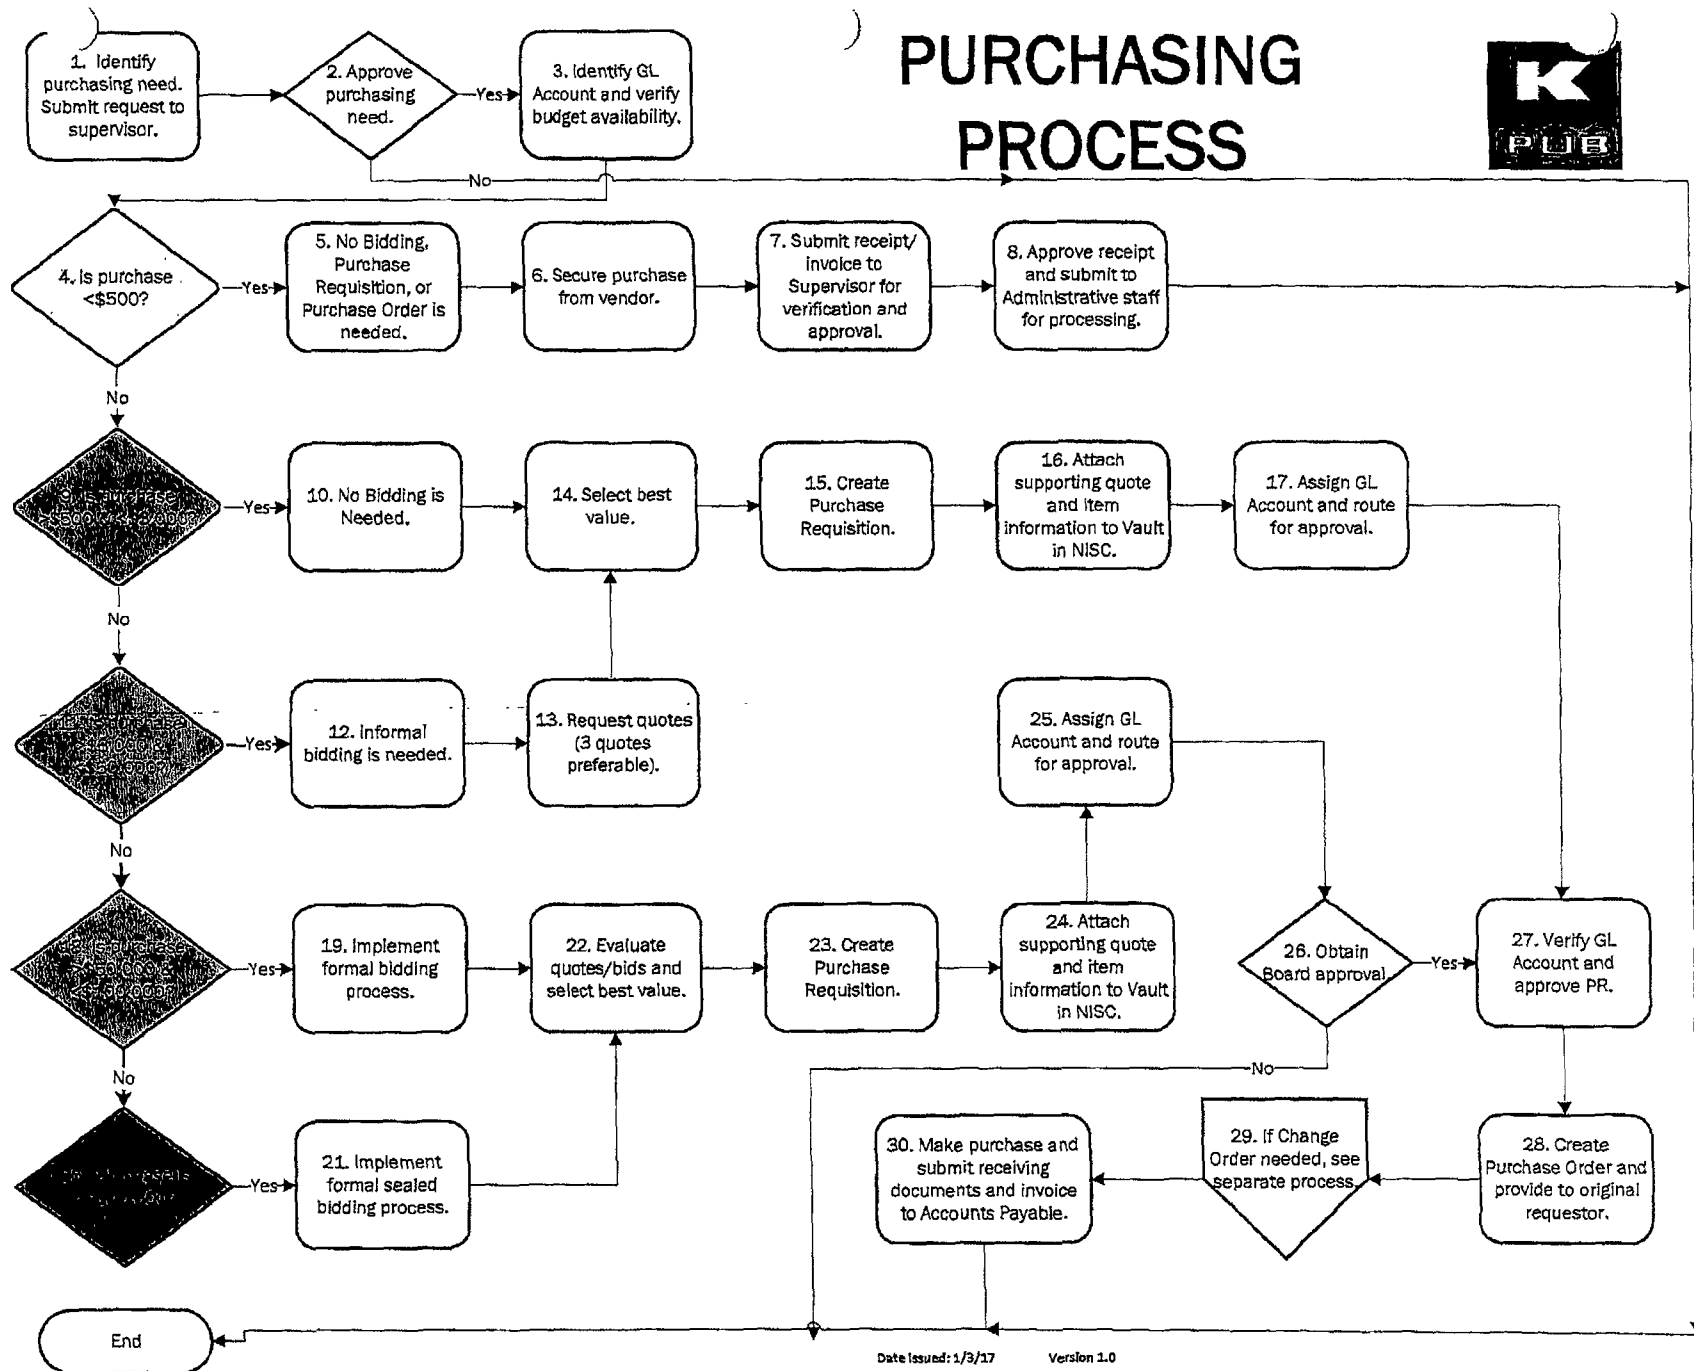 PURCHASING
PROCESS
K
PUB
1. Identify
purchasing need.
Submit request to
supervisor.
2. Approve
purchasing
need.
Yes
3. Identify GL
Account and verify
budget availability.
No
4. Is purchase
<$500?
Yes
5. No Bidding,
Purchase
Requisition, or
Purchase Order is
needed.
6. Secure purchase
from vendor.
7. Submit receipt/
invoice to
Supervisor for
verification and
approval.
8. Approve receipt
and submit to
Administrative staff
for processing.
No
9. Is purchase
Yes
10. No Bidding is
Needed.
14. Select best
value.
15. Create
Purchase
Requisition.
16. Attach
supporting quote
and item
information to Vault
in NISC.
17. Assign GL
Account and route
for approval.
No
Yes
12. Informal
bidding is needed.
13. Request quotes
(3 quotes
preferable).
25. Assign GL
Account and route
for approval.
No
Is purchase
Yes
19. Implement
formal bidding
process.
22. Evaluate
quotes/bids and
select best value.
23. Create
Purchase
Requisition.
24. Attach
supporting quote
and item
information to Vault
in NISC.
26. Obtain
Board approval.
Yes
27. Verify GL
Account and
approve PR.
No
No
Yes
21. Implement
formal sealed
bidding process.
30. Make purchase and
submit receiving
documents and invoice
to Accounts Payable.
29. If Change
Order needed, see
separate process.
28. Create
Purchase Order and
provide to original
requestor.
End
Date Issued: 1/3/17 Version 1.0